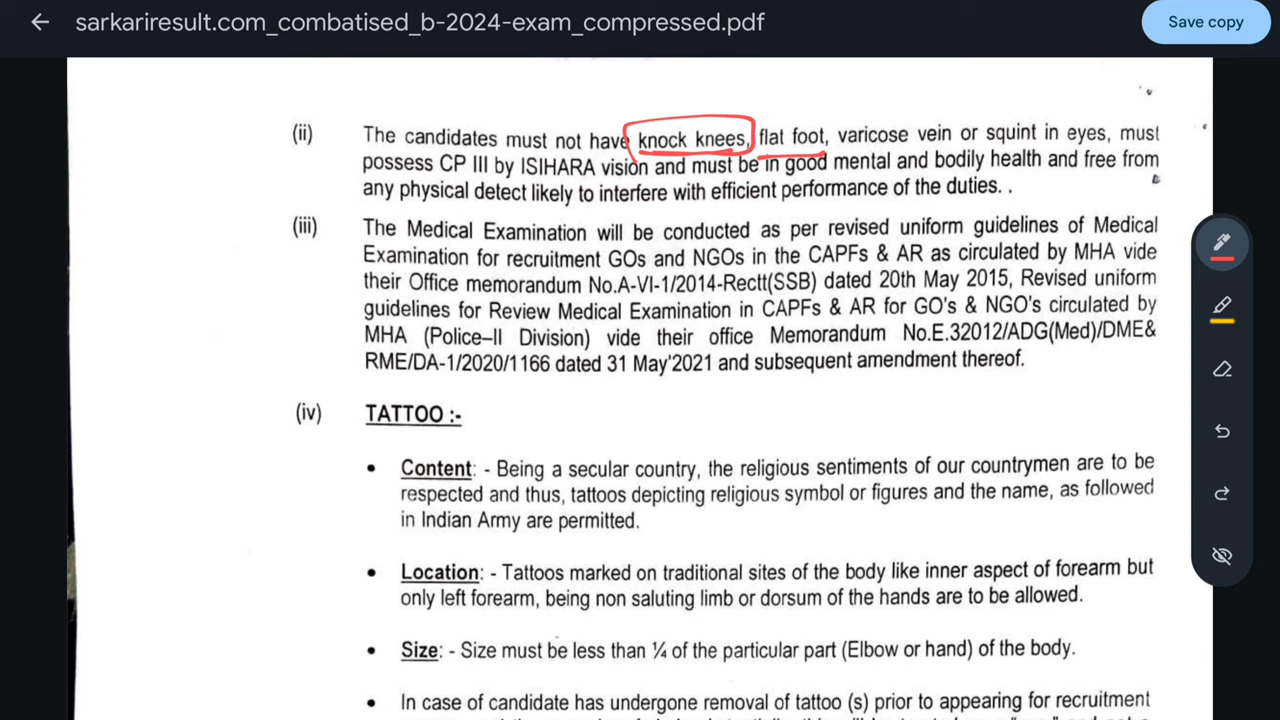 sarkariresult.com_combatised_b-2024-exam_compressed.pdf
Save copy
(ii) The candidates must not have knock knees, flat foot, varicose vein or squint in eyes, must
possess CP III by ISIHARA vision and must be in good mental and bodily health and free from
any physical detect likely to interfere with efficient performance of the duties. .
(iii) The Medical Examination will be conducted as per revised uniform guidelines of Medical
Examination for recruitment GOs and NGOs in the CAPFs & AR as circulated by MHA vide
their Office memorandum No.A-VI-1/2014-Rectt(SSB) dated 20th May 2015, Revised uniform
guidelines for Review Medical Examination in CAPFs & AR for GO's & NGO's circulated by
MHA (Police–II Division) vide their office Memorandum No.E.32012/ADG(Med)/DME&
RME/DA-1/2020/1166 dated 31 May'2021 and subsequent amendment thereof.
(iv) TATTOO :-
• Content: - Being a secular country, the religious sentiments of our countrymen are to be
respected and thus, tattoos depicting religious symbol or figures and the name, as followed
in Indian Army are permitted.
• Location: - Tattoos marked on traditional sites of the body like inner aspect of forearm but
only left forearm, being non saluting limb or dorsum of the hands are to be allowed.
• Size: - Size must be less than ¼ of the particular part (Elbow or hand) of the body.
• In case of candidate has undergone removal of tattoo (s) prior to appearing for recruitment